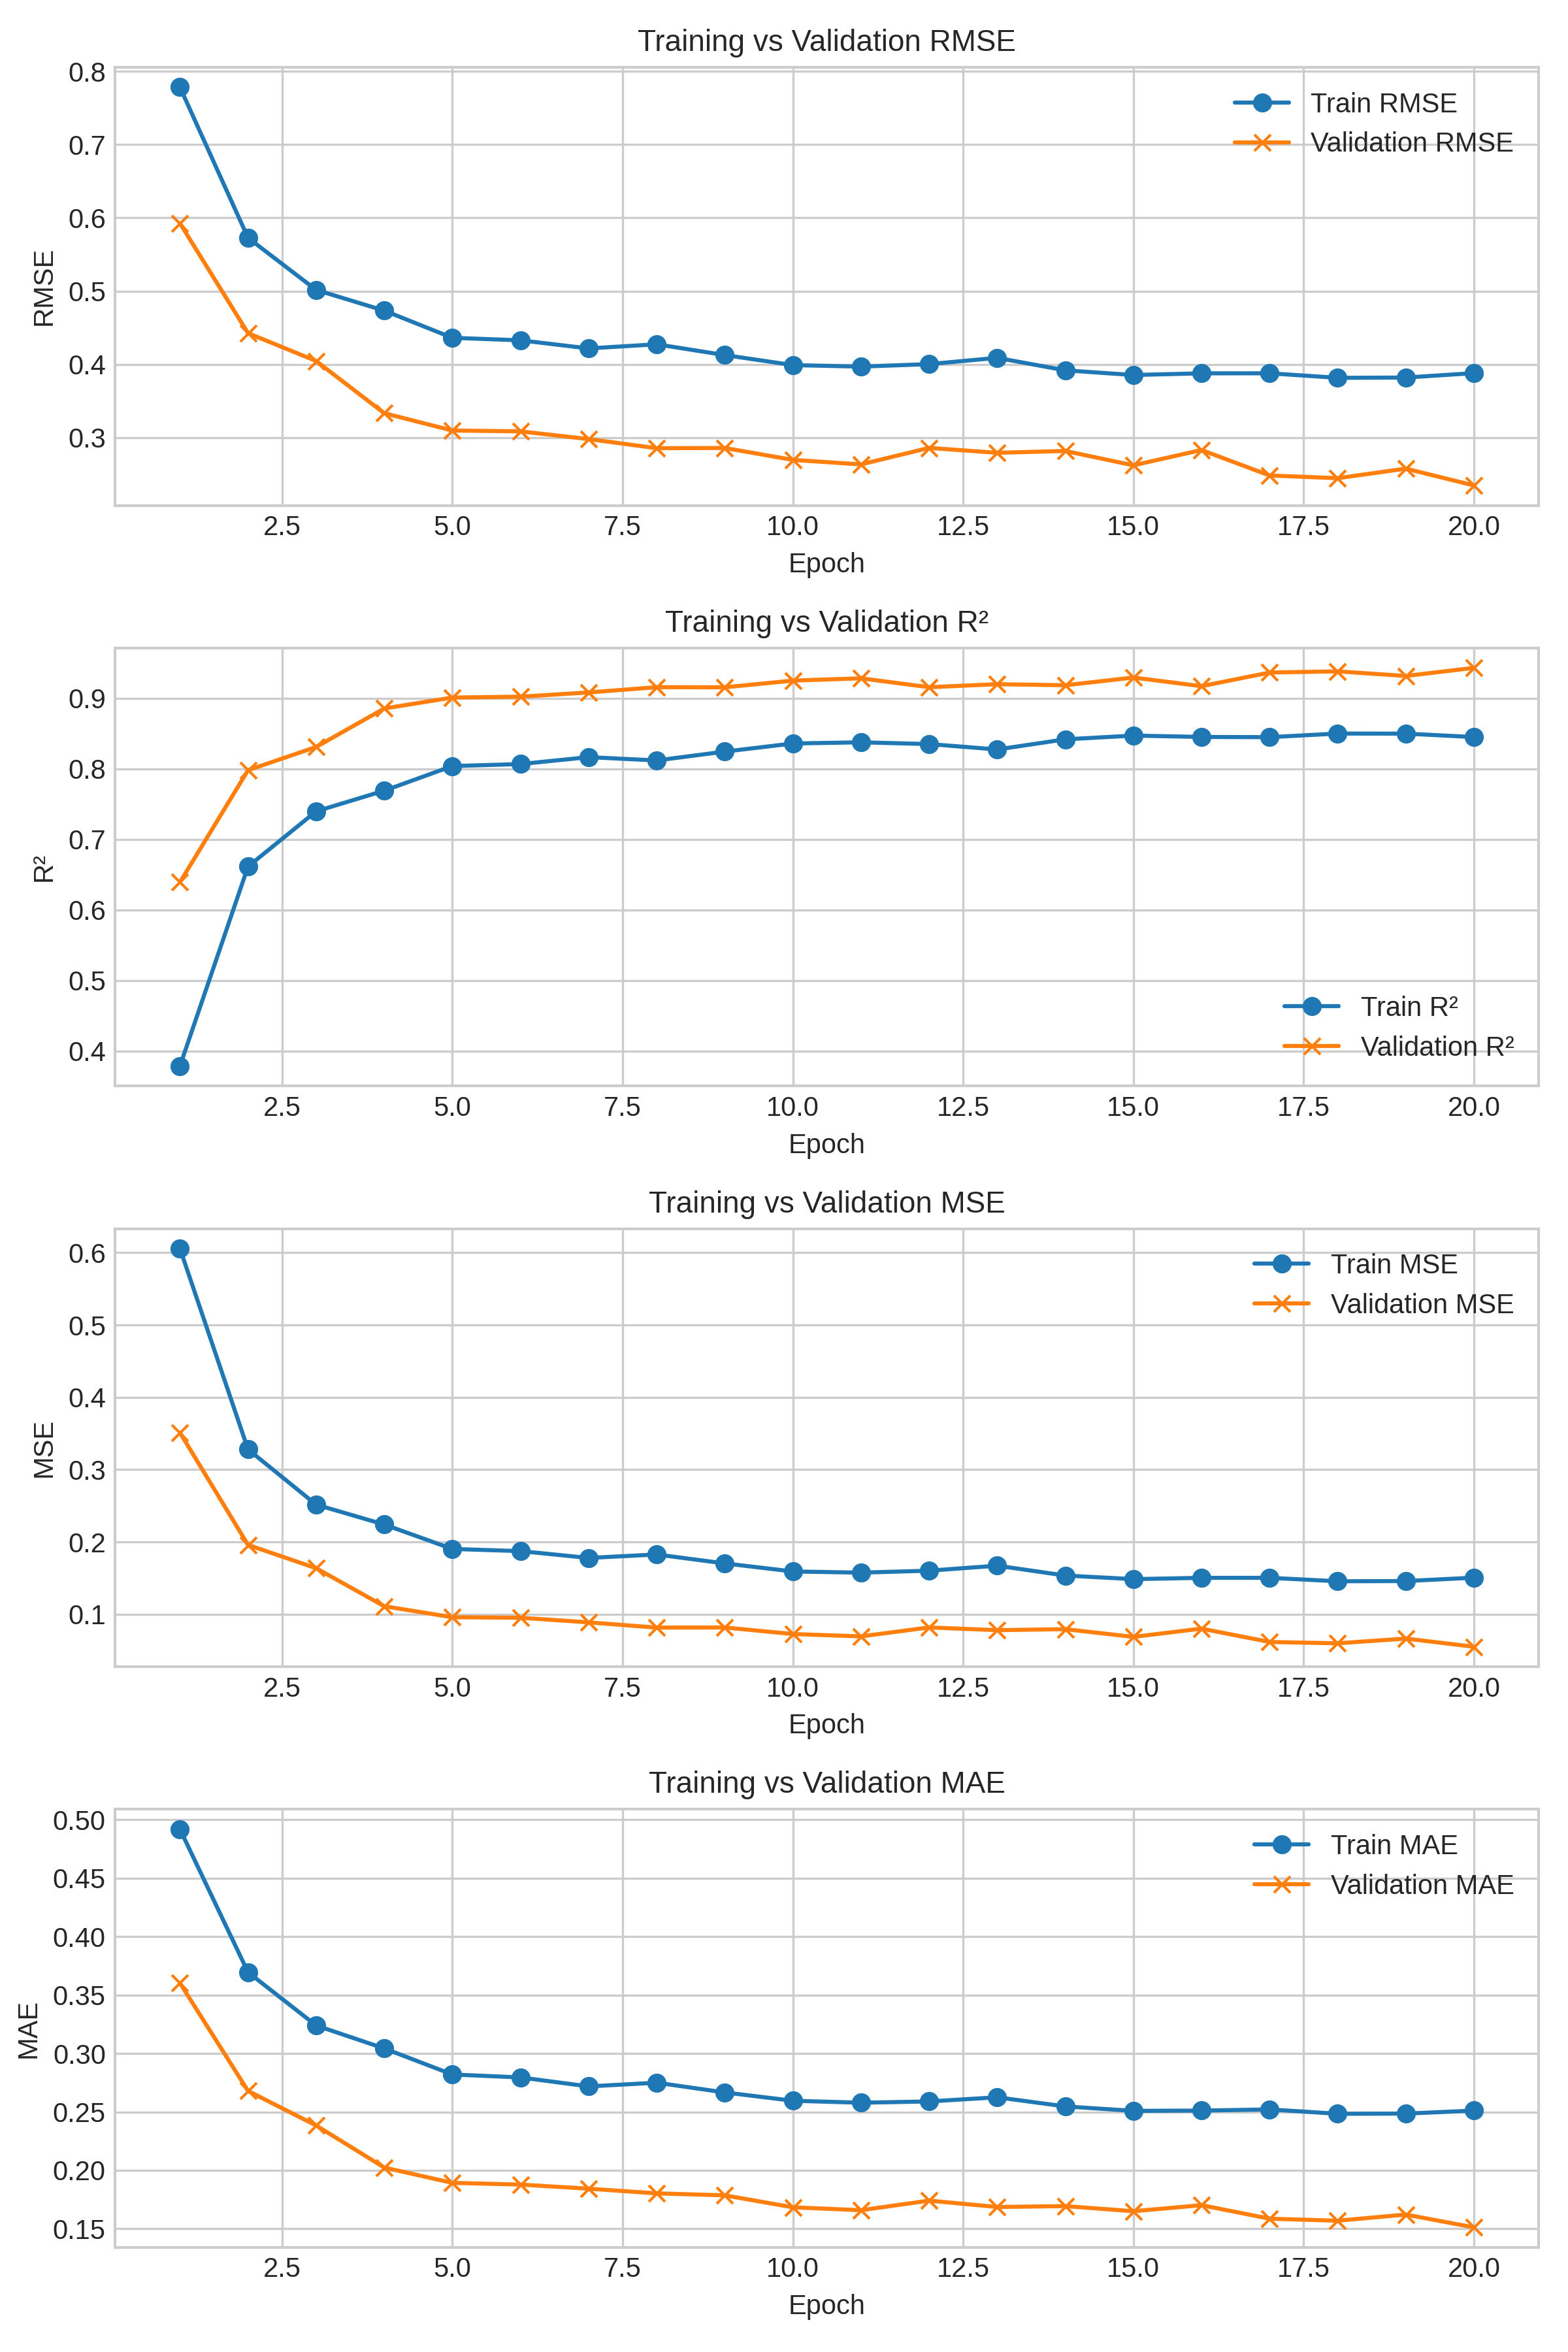 Training vs Validation RMSE
0.8
0.7
0.6
0.5
0.4
0.3
RMSE
Train RMSE
Validation RMSE
2.5 5.0 7.5 10.0 12.5 15.0 17.5 20.0
Epoch
Training vs Validation R²
0.9
0.8
0.7
0.6
0.5
0.4
R²
Train R²
Validation R²
2.5 5.0 7.5 10.0 12.5 15.0 17.5 20.0
Epoch
Training vs Validation MSE
0.6
0.5
0.4
0.3
0.2
0.1
MSE
Train MSE
Validation MSE
2.5 5.0 7.5 10.0 12.5 15.0 17.5 20.0
Epoch
Training vs Validation MAE
0.50
0.45
0.40
0.35
0.30
0.25
0.20
0.15
MAE
Train MAE
Validation MAE
2.5 5.0 7.5 10.0 12.5 15.0 17.5 20.0
Epoch